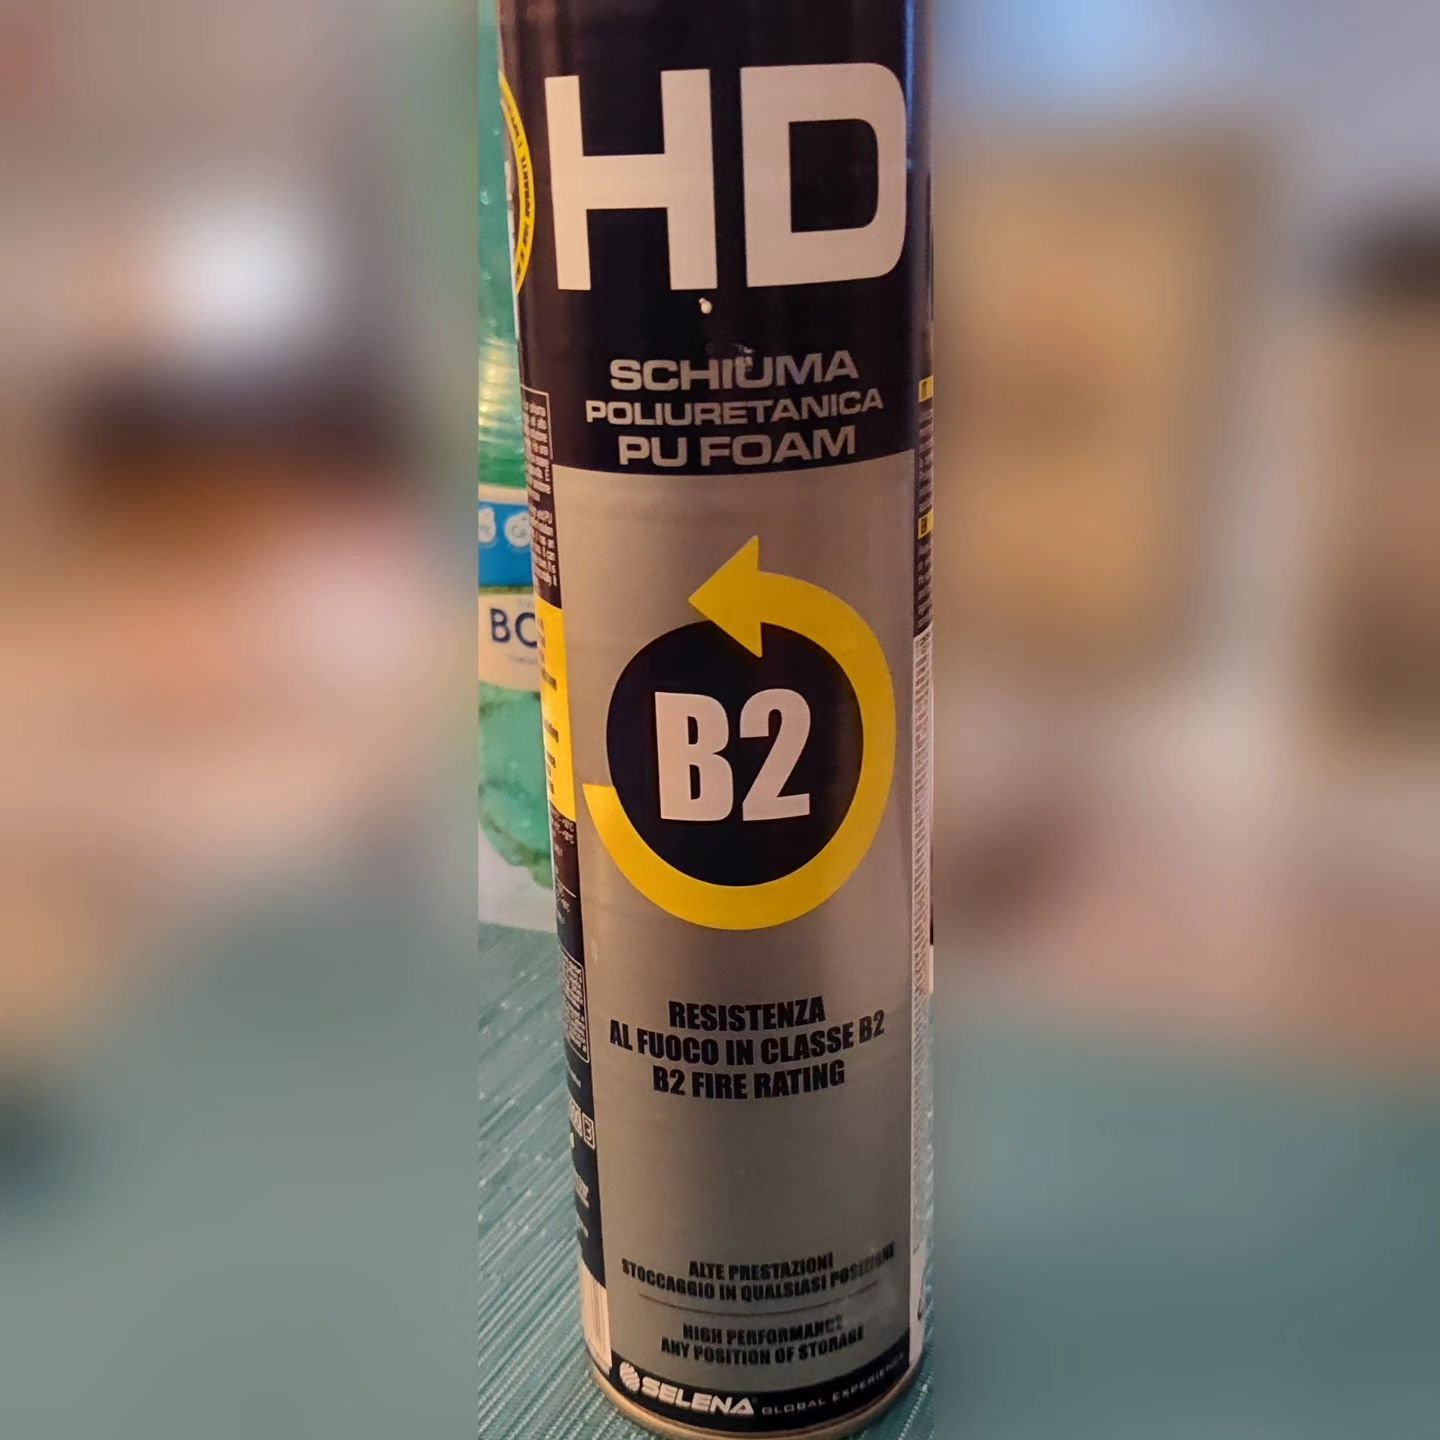 HD
SCHIUMA
POLIURETANICA
PU FOAM
BO
B2
RESISTENZA
AL FUOCO IN CLASSE B2
B2 FIRE RATING
ALTE PRESTAZIONI
STOCCAGGIO IN QUALSIASI POSIZIONE
HIGH PERFORMANCE
ANY POSITION OF STORAGE
SELENA
GLOBAL EXPERIENCE